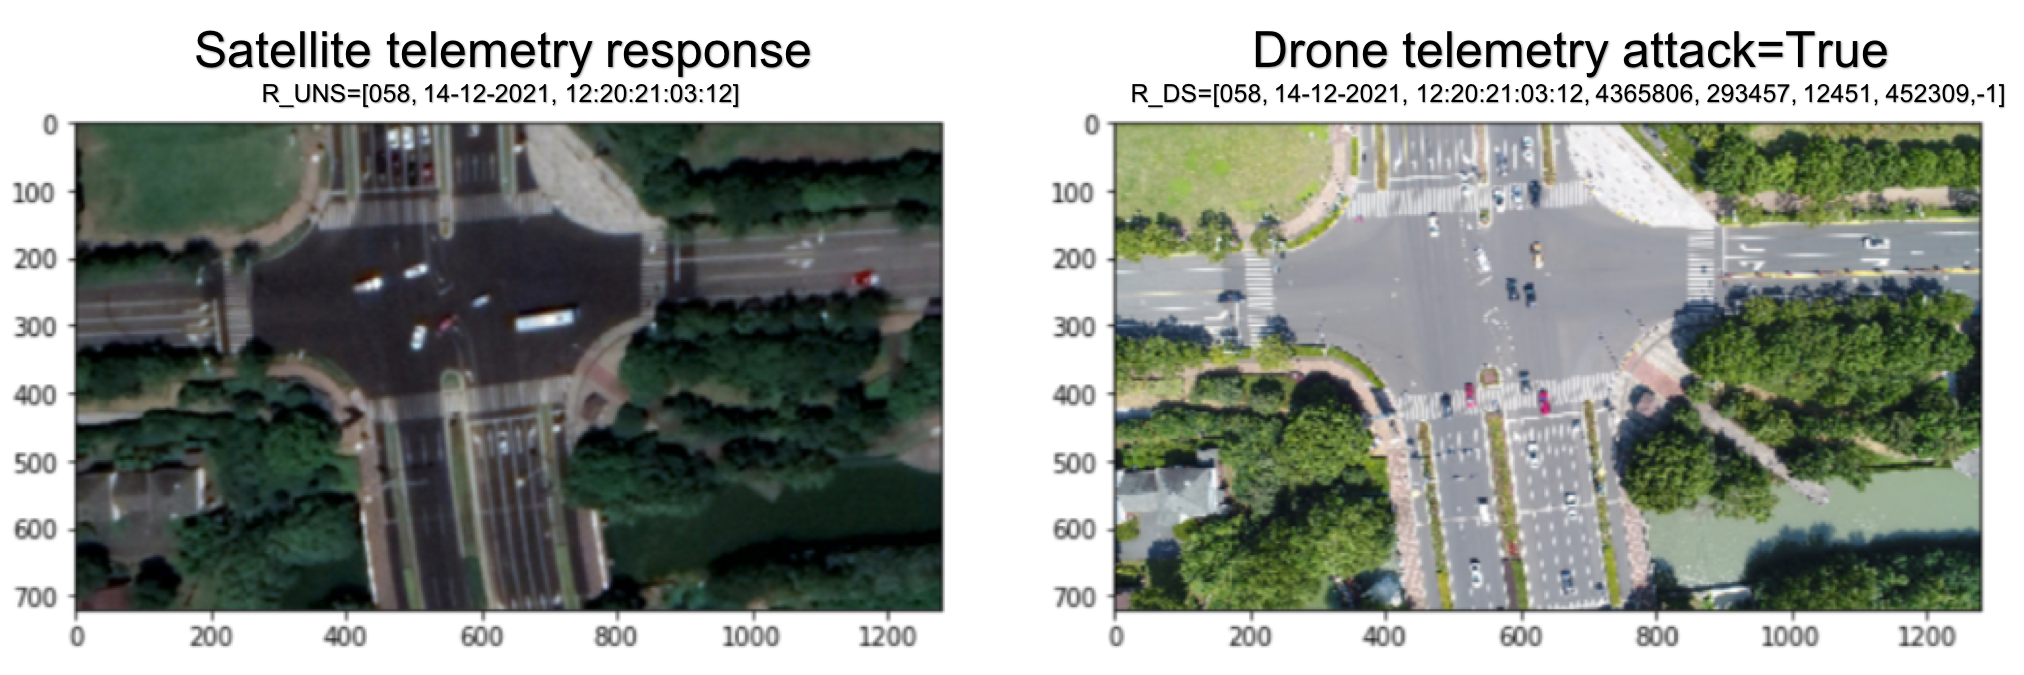 Satellite telemetry response
R_UNS=[058, 14-12-2021, 12:20:21:03:12]
0
100
200
300
400
500
600
700
0 200 400 600 800 1000 1200
Drone telemetry attack=True
R_DS=[058, 14-12-2021, 12:20:21:03:12, 4365806, 293457, 12451, 452309,-1]
0
100
200
300
400
500
600
700
0 200 400 600 800 1000 1200